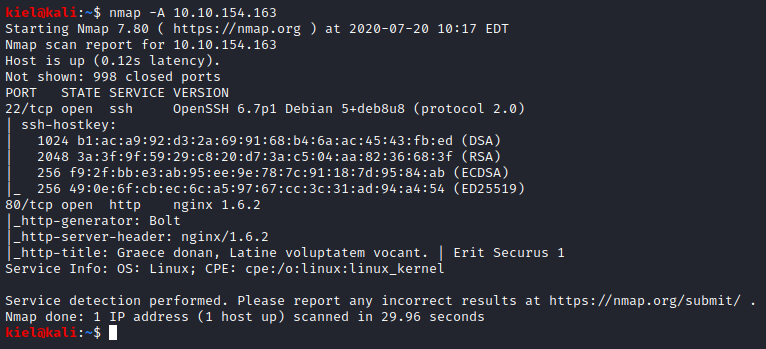 kiel@kali:~$ nmap -A 10.10.154.163
Starting Nmap 7.80 ( https://nmap.org ) at 2020-07-20 10:17 EDT
Nmap scan report for 10.10.154.163
Host is up (0.12s latency).
Not shown: 998 closed ports
PORT   STATE SERVICE VERSION
22/tcp open  ssh     OpenSSH 6.7p1 Debian 5+deb8u8 (protocol 2.0)
| ssh-hostkey:
|   1024 b1:ac:a9:92:d3:2a:69:91:68:b4:6a:ac:45:43:fb:ed (DSA)
|   2048 3a:3f:9f:59:29:c8:20:d7:3a:c5:04:aa:82:36:68:3f (RSA)
|   256 f9:2f:bb:e3:ab:95:ee:9e:78:7c:91:18:7d:95:84:ab (ECDSA)
|_  256 49:0e:6f:cb:ec:6c:a5:97:67:cc:3c:31:ad:94:a4:54 (ED25519)
80/tcp open  http    nginx 1.6.2
|_http-generator: Bolt
|_http-server-header: nginx/1.6.2
|_http-title: Graece donan, Latine voluptatem vocant. | Erit Securus 1
Service Info: OS: Linux; CPE: cpe:/o:linux:linux_kernel

Service detection performed. Please report any incorrect results at https://nmap.org/submit/ .
Nmap done: 1 IP address (1 host up) scanned in 29.96 seconds
kiel@kali:~$